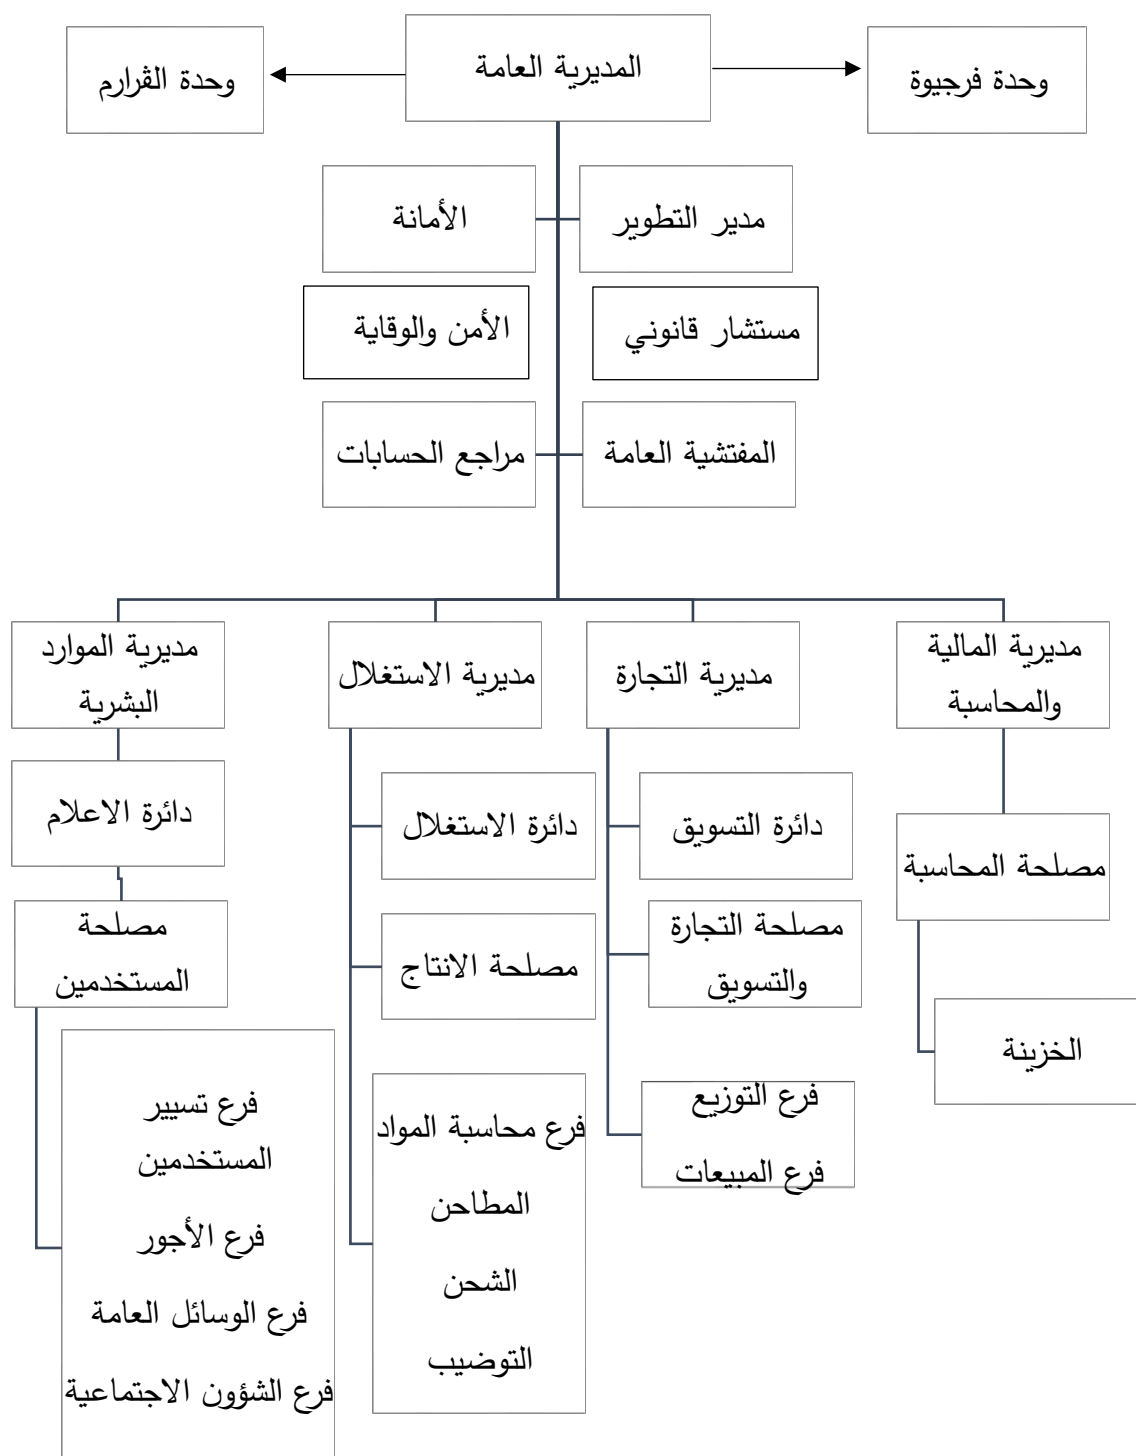 المديرية العامة
وحدة فرجيوة
وحدة القرارم
مدير التطوير
الأمانة
مستشار قانوني
الأمن والوقاية
المفتشية العامة
مراجع الحسابات
مديرية المالية
والمحاسبة
مديرية التجارة
مديرية الاستغلال
مديرية الموارد
البشرية
مصلحة المحاسبة
الخزينة
دائرة التسويق
مصلحة التجارة
والتسويق
فرع التوزيع
فرع المبيعات
دائرة الاستغلال
مصلحة الانتاج
فرع محاسبة المواد
المطاحن
الشحن
التوضيب
دائرة الاعلام
مصلحة
المستخدمين
فرع تسيير
المستخدمين
فرع الأجور
فرع الوسائل العامة
فرع الشؤون الاجتماعية